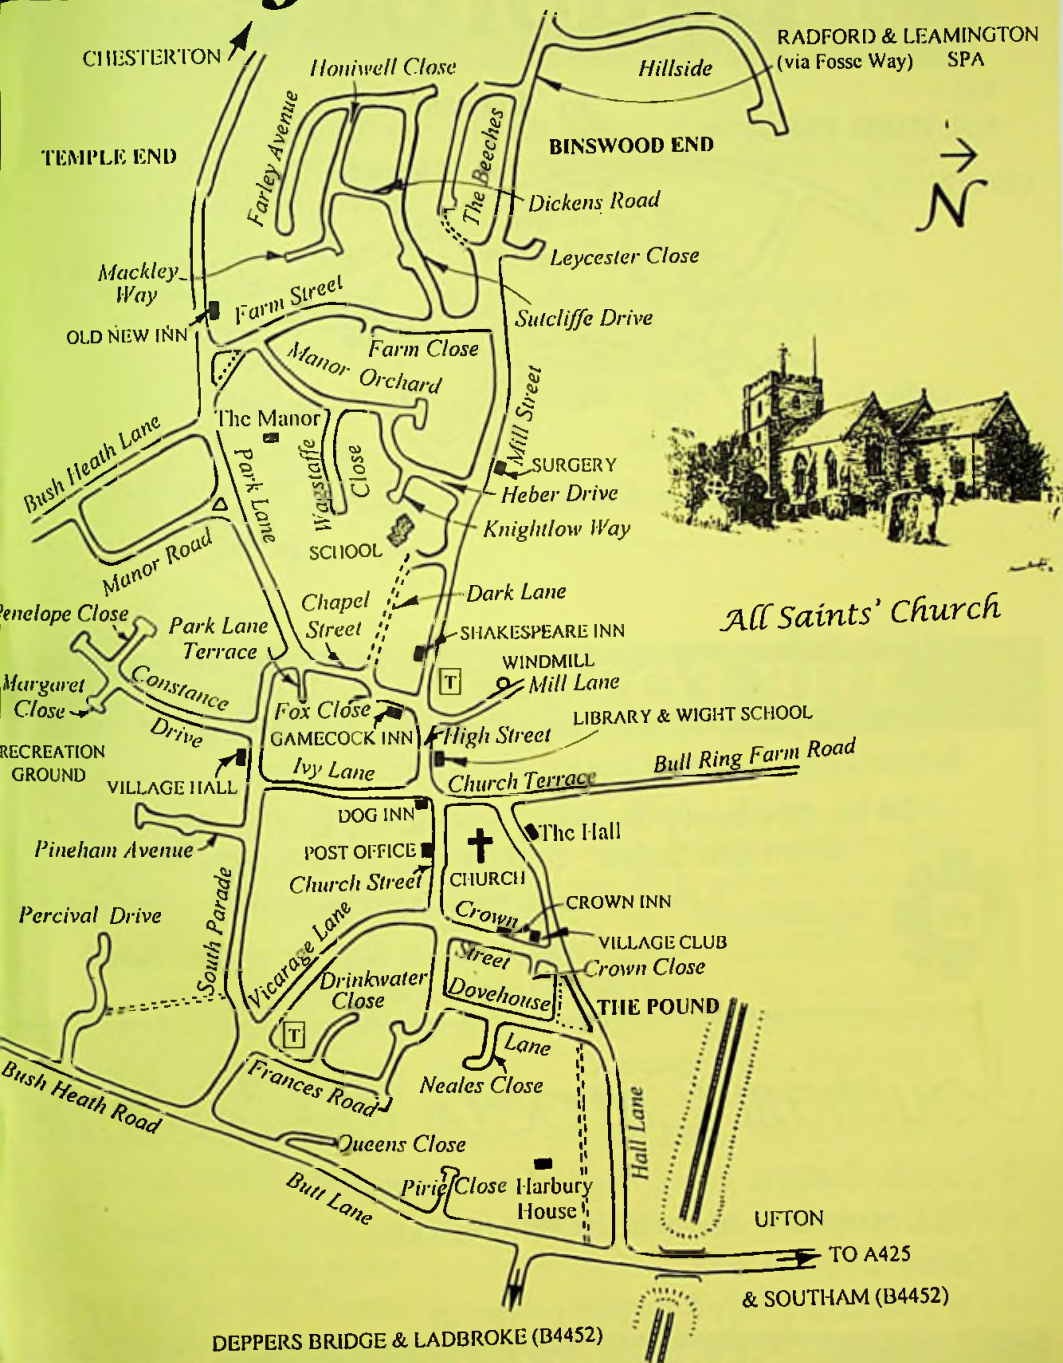 CHESTERTON
Honiwell Close
RADFORD & LEAMINGTON
(via Fosse Way) SPA
Hillside
TEMPLE END
Farley Avenue
The Beeches
BINSWOOD END
N
Dickens Road
Leycester Close
Mackley
Way
Farm Street
OLD NEW INN
Sutcliffe Drive
Farm Close
Manor
Orchard
Mill Street
The Manor
Bush Heath Lane
Park Lane
Wagstaffe
Close
SURGERY
Heber Drive
Knightlow Way
SCHOOL
Manor Road
Dark Lane
Chapel
Street
Penelope Close
Park Lane
Terrace
SHAKESPEARE INN
All Saints' Church
WINDMILL
T
Mill Lane
Margaret
Close
Constance
Drive
Fox Close
GAMECOCK INN
LIBRARY & WIGHT SCHOOL
High Street
RECREATION
GROUND
VILLAGE HALL
Ivy Lane
Church Terrace
Bull Ring Farm Road
DOG INN
The Hall
Pineham Avenue
POST OFFICE
Church Street
CHURCH
South Parade
Percival Drive
Vicarage Lane
Crown
Street
CROWN INN
VILLAGE CLUB
Crown Close
Drinkwater
Close
Dovehouse
Lane
THE POUND
T
Neales Close
Frances Road
Bush Heath Road
Hall Lane
Queens Close
Butt Lane
Pirie Close
Harbury
House
UFTON
TO A425
& SOUTHAM (B4452)
DEPPERS BRIDGE & LADBROKE (B4452)